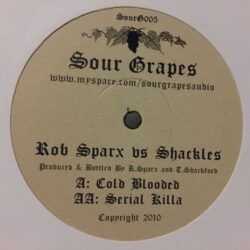 SourG005
Sour Grapes
www.myspace.com/sourgrapesaudio
Rob Sparx vs Shackles
Produced & Bottled By R.Sparx and T.Shackford
A: Cold Blooded
AA: Serial Killa
Copyright 2010